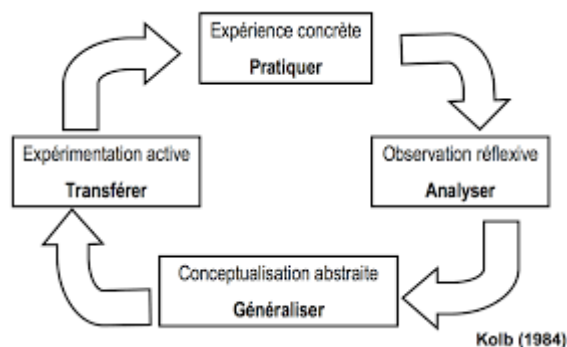 Expérience concrète
Pratiquer
Expérimentation active
Transférer
Observation réflexive
Analyser
Conceptualisation abstraite
Généraliser
Kolb (1984)